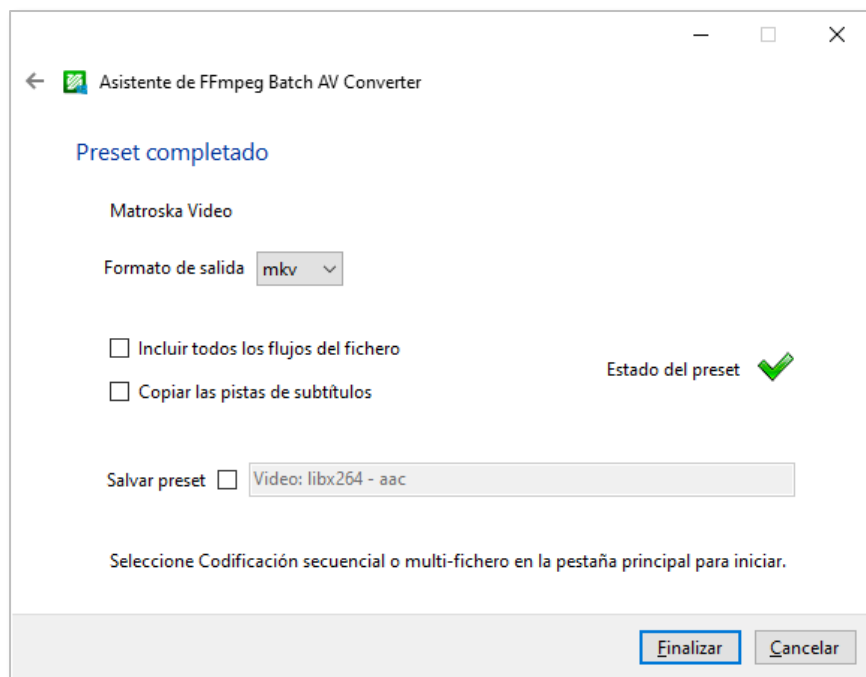 Asistente de FFmpeg Batch AV Converter
Preset completado
Matroska Video
Formato de salida mkv
Incluir todos los flujos del fichero
Estado del preset
Copiar las pistas de subtítulos
Salvar preset Video: libx264 - aac
Seleccione Codificación secuencial o multi-fichero en la pestaña principal para iniciar.
Finalizar Cancelar